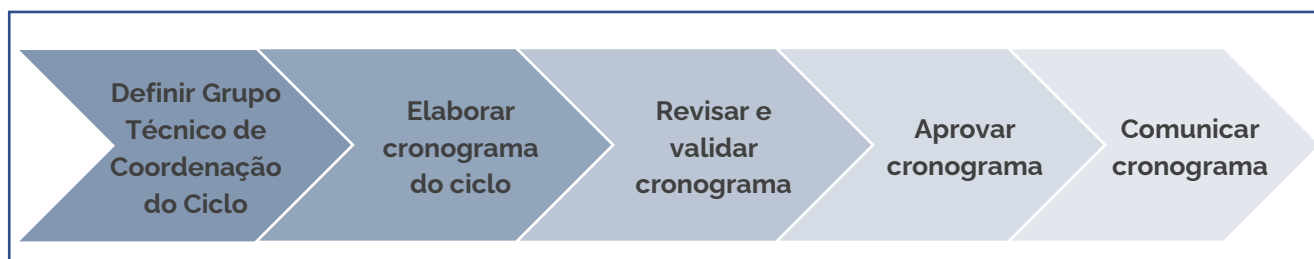 Definir Grupo
Técnico de
Coordenação
do Ciclo
Elaborar
cronograma
do ciclo
Revisar e
validar
cronograma
Aprovar
cronograma
Comunicar
cronograma